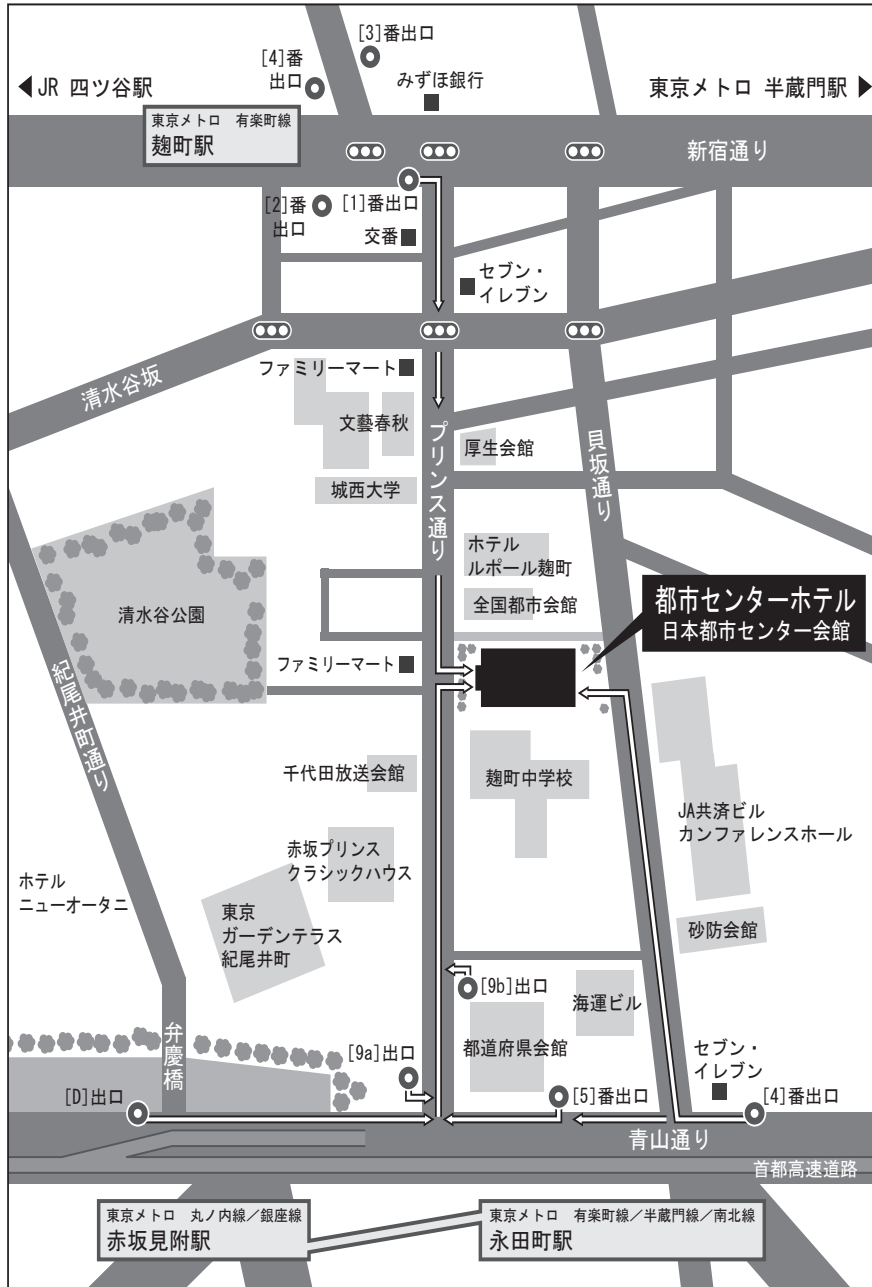 [3]番出口
[4]番
出口
みずほ銀行
JR 四ツ谷駅
東京メトロ 半蔵門駅
東京メトロ 有楽町線
麹町駅
新宿通り
[2]番
出口
[1]番出口
交番
セブン・
イレブン
清水谷坂
ファミリーマート
文藝春秋
プリンス通り
厚生会館
貝坂通り
城西大学
ホテル
ルポール麹町
全国都市会館
都市センターホテル
日本都市センター会館
清水谷公園
ファミリーマート
紀尾井町通り
千代田放送会館
麹町中学校
JA共済ビル
カンファレンスホール
赤坂プリンス
クラシックハウス
ホテル
ニューオータニ
東京
ガーデンテラス
紀尾井町
砂防会館
[9b]出口
海運ビル
弁慶橋
都道府県会館
[9a]出口
セブン・
イレブン
[D]出口
[5]番出口
[4]番出口
青山通り
首都高速道路
東京メトロ 丸ノ内線／銀座線
赤坂見附駅
東京メトロ 有楽町線／半蔵門線／南北線
永田町駅